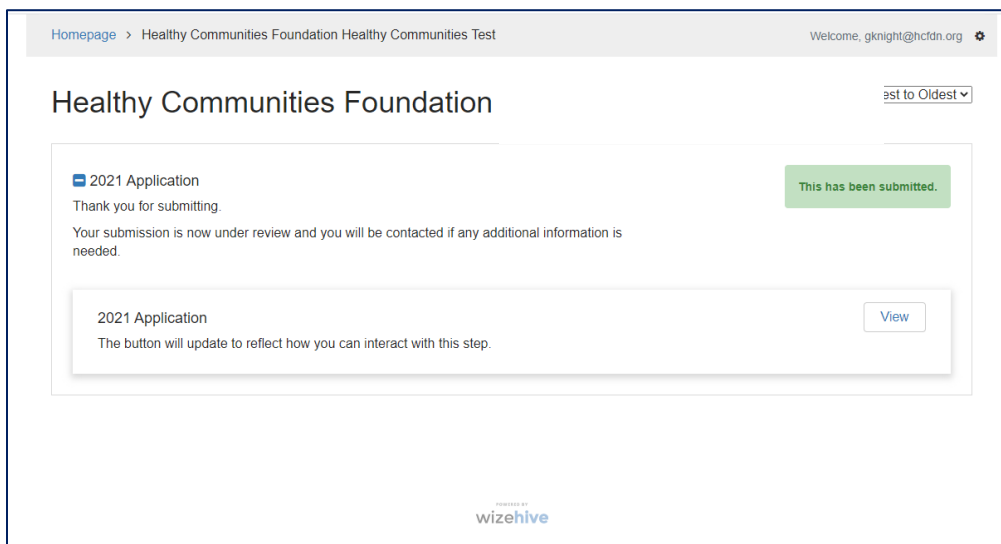 Homepage > Healthy Communities Foundation Healthy Communities Test
Welcome, gknight@hcfdn.org
Healthy Communities Foundation
est to Oldest
2021 Application
This has been submitted.
Thank you for submitting.
Your submission is now under review and you will be contacted if any additional information is
needed.
2021 Application
View
The button will update to reflect how you can interact with this step.
POWERED BY
wizehive